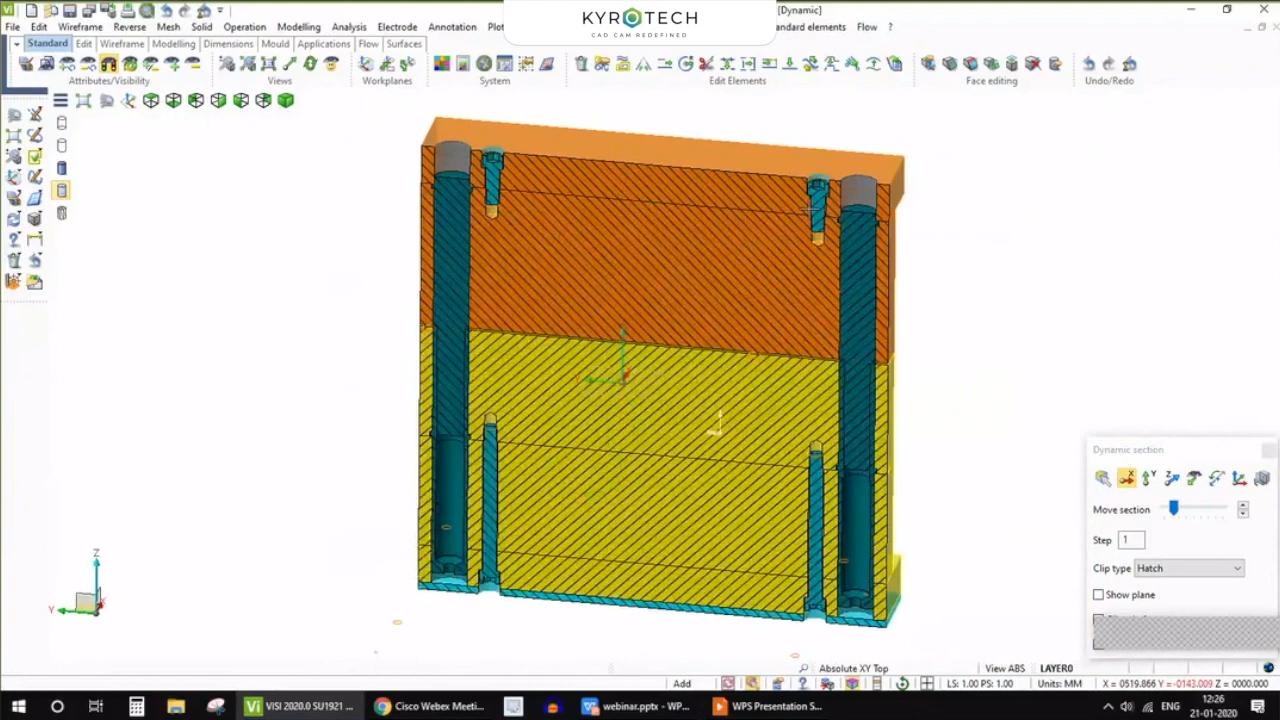 KYROTECH
CAD CAM REDEFINED
[Dynamic]
File Edit Wireframe Reverse Mesh Solid Operation Modelling Analysis Electrode Annotation Plot andard elements Flow ?
Standard Edit Wireframe Modelling Dimensions Mould Applications Flow Surfaces
Attributes/Visibility Views Workplanes System Edit Elements Face editing Undo/Redo
Dynamic section
X Y Z
Move section
Step 1
Clip type Hatch
Show plane
Z
Y
Absolute XY Top View ABS LAYER0
Add LS: 1.00 PS: 1.00 Units: MM X = 0519.866 Y =-0143.009 Z = 0000.000
VISI 2020.0 SU1921 Cisco Webex Meeti... webinar.pptx - WP... WPS Presentation S... ENG 12:26
21-01-2020